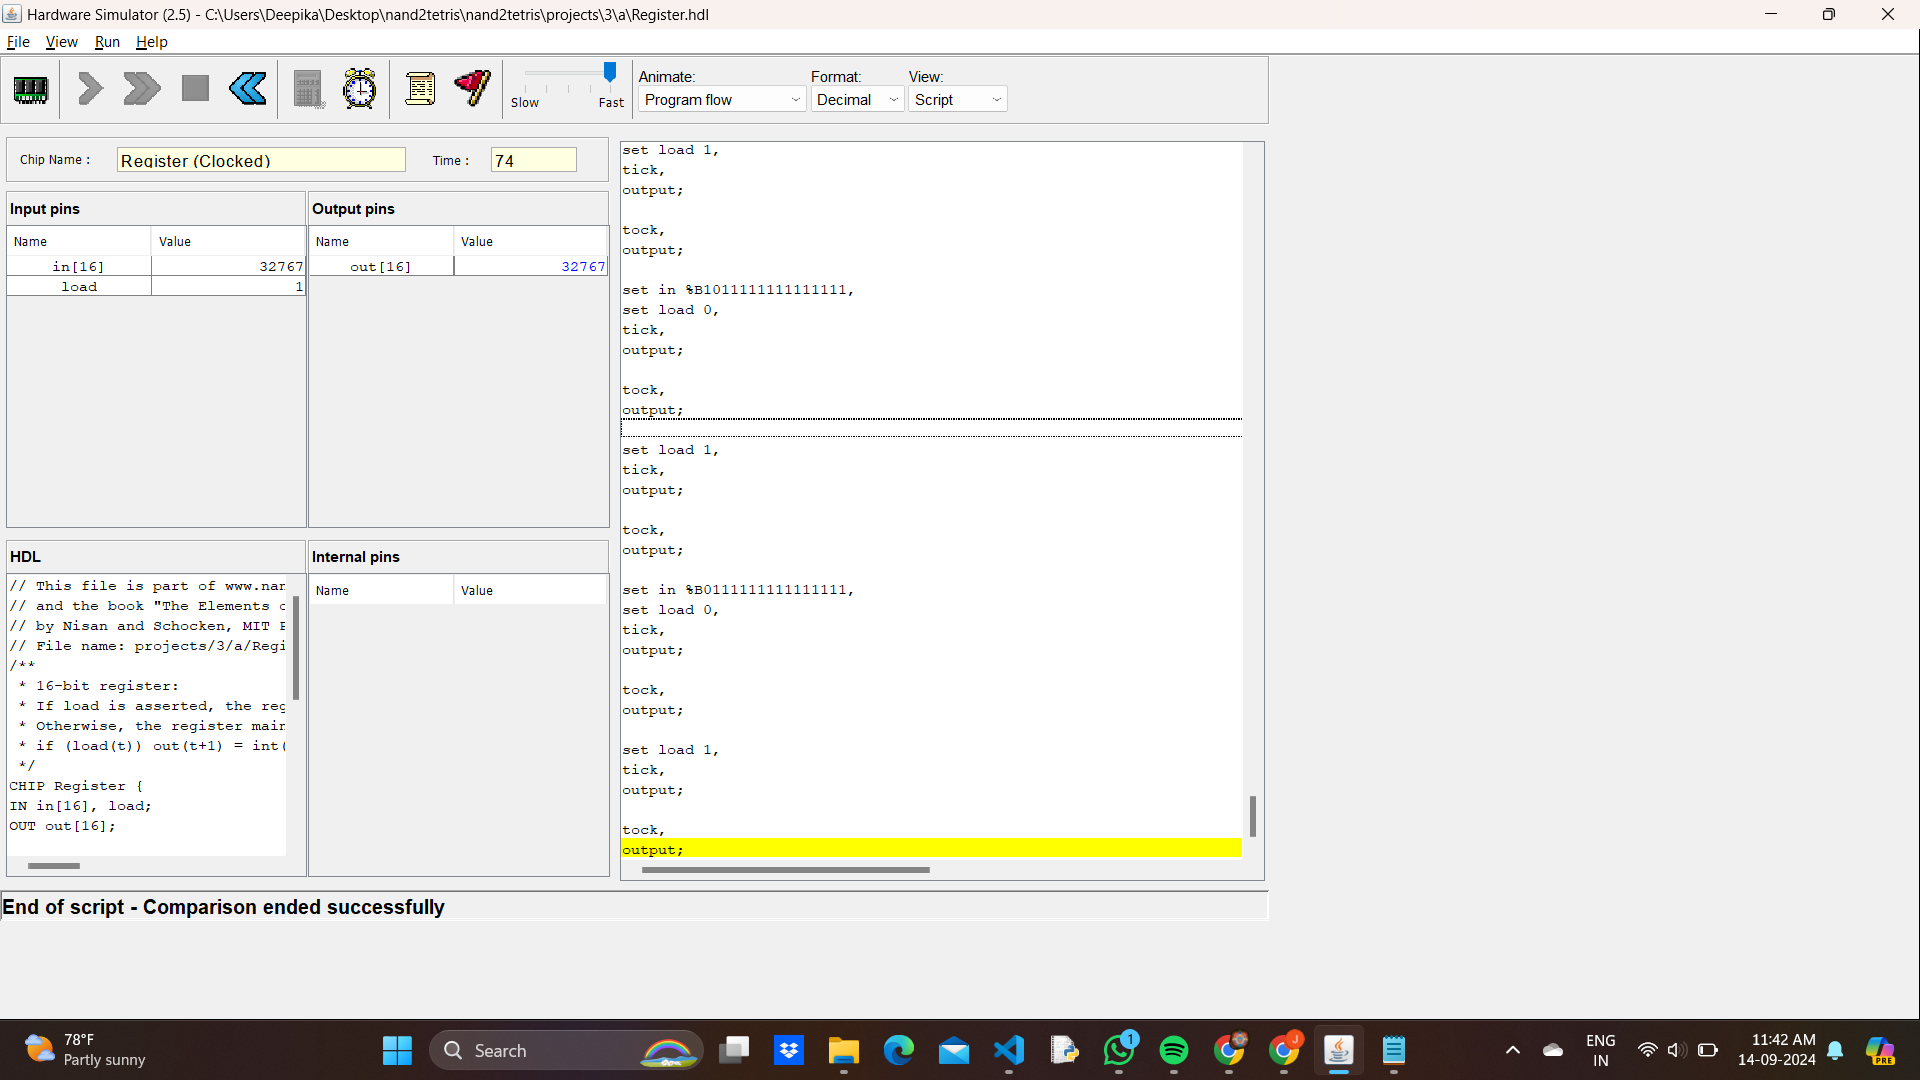 Hardware Simulator (2.5) - C:\Users\Deepika\Desktop\nand2tetris\nand2tetris\projects\3\a\Register.hdl
File View Run Help
Slow Fast
Animate: Format: View:
Program flow Decimal Script
Chip Name : Register (Clocked) Time : 74
Input pins
Name Value
in[16] 32767
load 1
Output pins
Name Value
out[16] 32767
HDL
// This file is part of www.nan
// and the book "The Elements o
// by Nisan and Schocken, MIT P
// File name: projects/3/a/Regi
/**
* 16-bit register:
* If load is asserted, the reg
* Otherwise, the register main
* if (load(t)) out(t+1) = int(
*/
CHIP Register {
IN in[16], load;
OUT out[16];
Internal pins
Name Value
set load 1,
tick,
output;
tock,
output;
set in %B1011111111111111,
set load 0,
tick,
output;
tock,
output;
set load 1,
tick,
output;
tock,
output;
set in %B0111111111111111,
set load 0,
tick,
output;
tock,
output;
set load 1,
tick,
output;
tock,
output;
End of script - Comparison ended successfully
78°F
Partly sunny
Search
1
J
ENG
IN
11:42 AM
14-09-2024
PRE